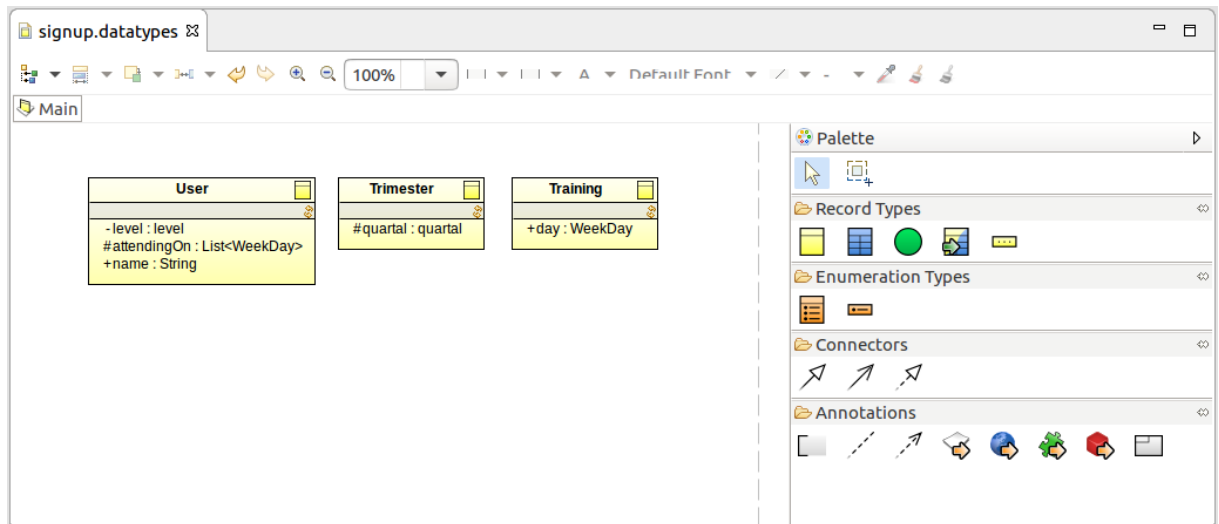 signup.datatypes
100% A Default Font
Main
Palette
User
- level : level
# attendingOn : List<WeekDay>
+ name : String
Trimester
# quartal : quartal
Training
+ day : WeekDay
Record Types
Enumeration Types
Connectors
Annotations